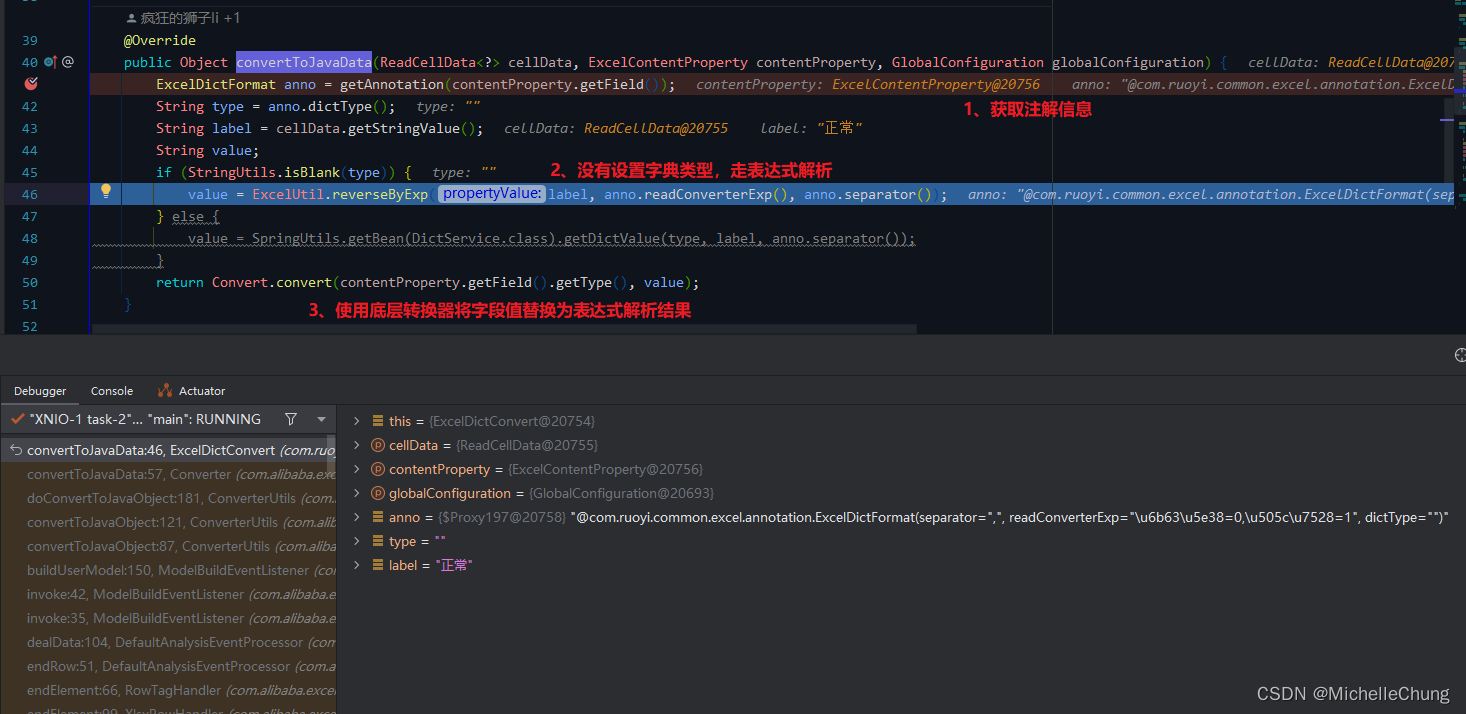 疯狂的狮子li +1
39 @Override
40 public Object convertToJavaData(ReadCellData<?> cellData, ExcelContentProperty contentProperty, GlobalConfiguration globalConfiguration) { cellData: ReadCellData@207
ExcelDictFormat anno = getAnnotation(contentProperty.getField()); contentProperty: ExcelContentProperty@20756 anno: "@com.ruoyi.common.excel.annotation.ExcelD
1、获取注解信息
42 String type = anno.dictType(); type: ""
43 String label = cellData.getStringValue(); cellData: ReadCellData@20755 label: "正常"
44 String value;
45 if (StringUtils.isBlank(type)) { type: "" 2、没有设置字典类型，走表达式解析
46 value = ExcelUtil.reverseByExp( propertyValue: label, anno.readConverterExp(), anno.separator()); anno: "@com.ruoyi.common.excel.annotation.ExcelDictFormat(sep
47 } else {
48 value = SpringUtils.getBean(DictService.class).getDictValue(type, label, anno.separator());
49 }
50 return Convert.convert(contentProperty.getField().getType(), value);
51 }
3、使用底层转换器将字段值替换为表达式解析结果
52
Debugger Console Actuator
"XNIO-1 task-2"... "main": RUNNING
convertToJavaData:46, ExcelDictConvert (com.ruo
convertToJavaData:57, Converter (com.alibaba.exc
doConvertToJavaObject:181, ConverterUtils (com.
convertToJavaObject:121, ConverterUtils (com.aliba
convertToJavaObject:87, ConverterUtils (com.alibab
buildUserModel:150, ModelBuildEventListener (con
invoke:42, ModelBuildEventListener (com.alibaba.e
invoke:35, ModelBuildEventListener (com.alibaba.e
dealData:104, DefaultAnalysisEventProcessor (com
endRow:51, DefaultAnalysisEventProcessor (com.a
endElement:66, RowTagHandler (com.alibaba.excel
endElement:99, XlsxRowHandler (com.alibaba.excel
this = {ExcelDictConvert@20754}
cellData = {ReadCellData@20755}
contentProperty = {ExcelContentProperty@20756}
globalConfiguration = {GlobalConfiguration@20693}
anno = {$Proxy197@20758} "@com.ruoyi.common.excel.annotation.ExcelDictFormat(separator=",", readConverterExp="\u6b63\u5e38=0,\u505c\u7528=1", dictType="")"
type = ""
label = "正常"
CSDN @MichelleChung